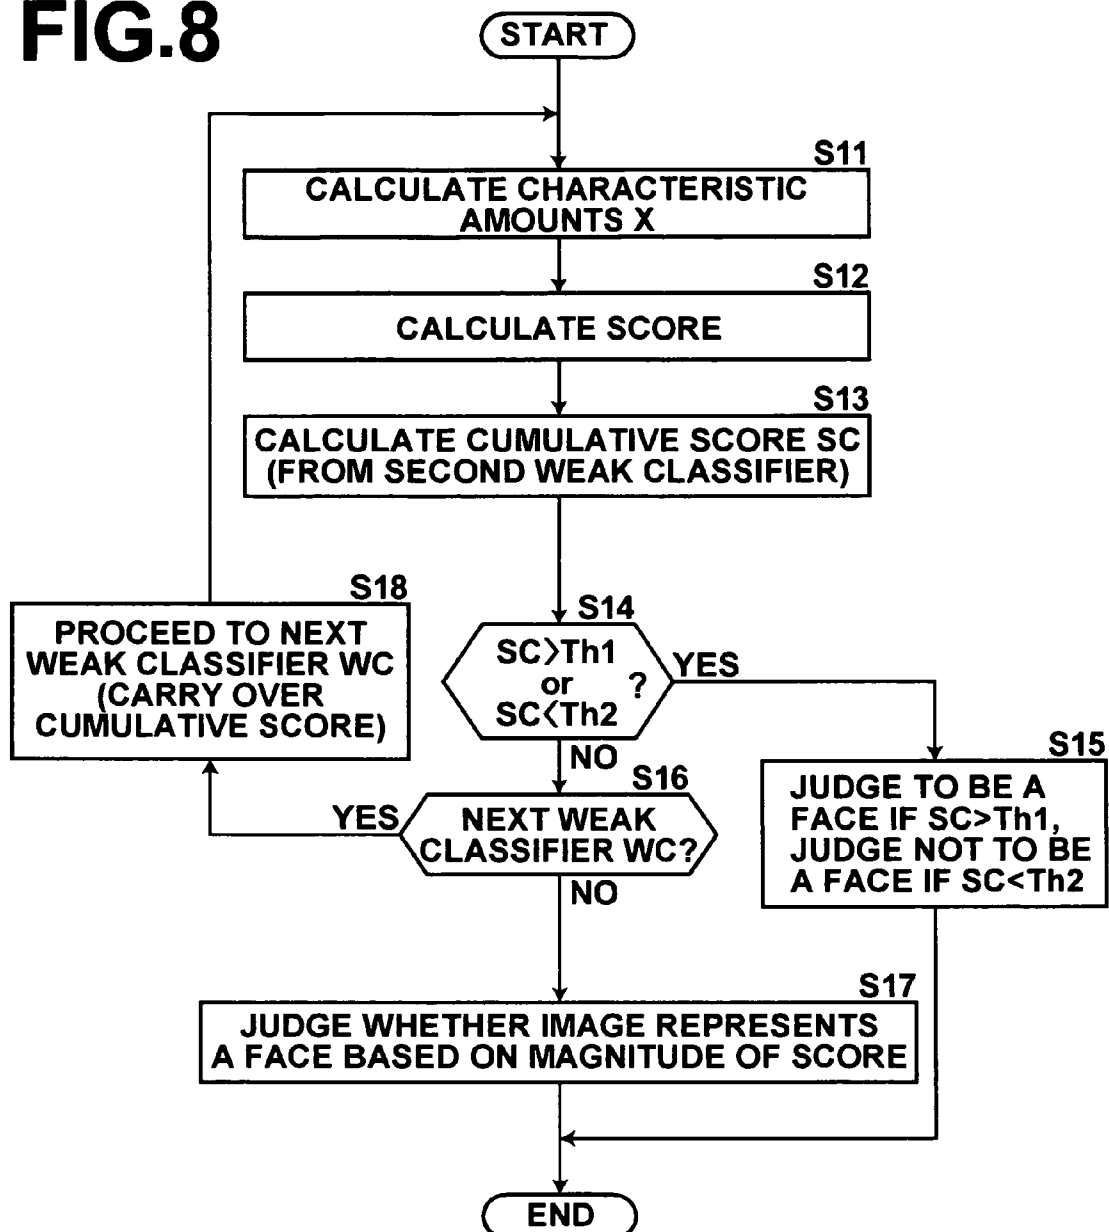 FIG.8
START
S11
CALCULATE CHARACTERISTIC
AMOUNTS X
S12
CALCULATE SCORE
S13
CALCULATE CUMULATIVE SCORE SC
(FROM SECOND WEAK CLASSIFIER)
S18
PROCEED TO NEXT
WEAK CLASSIFIER WC
(CARRY OVER
CUMULATIVE SCORE)
S14
SC>Th1
or
SC<Th2
?
YES
NO
S15
JUDGE TO BE A
FACE IF SC>Th1,
JUDGE NOT TO BE
A FACE IF SC<Th2
S16
NEXT WEAK
CLASSIFIER WC?
YES
NO
S17
JUDGE WHETHER IMAGE REPRESENTS
A FACE BASED ON MAGNITUDE OF SCORE
END